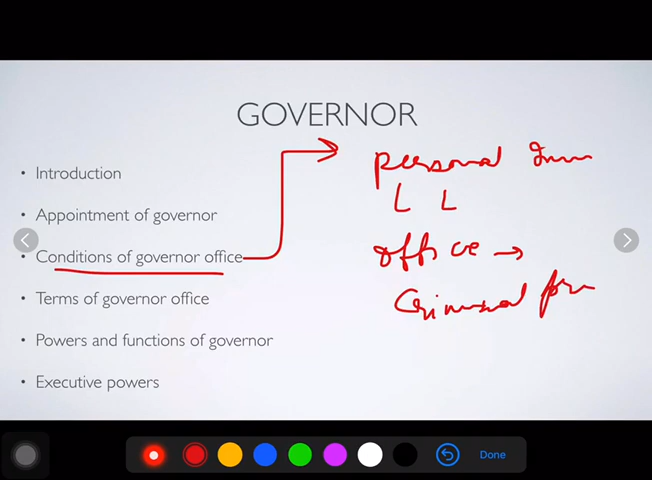 GOVERNOR
• Introduction
• Appointment of governor
• Conditions of governor office
• Terms of governor office
• Powers and functions of governor
• Executive powers
personal
L L
office →
Criminal
Done